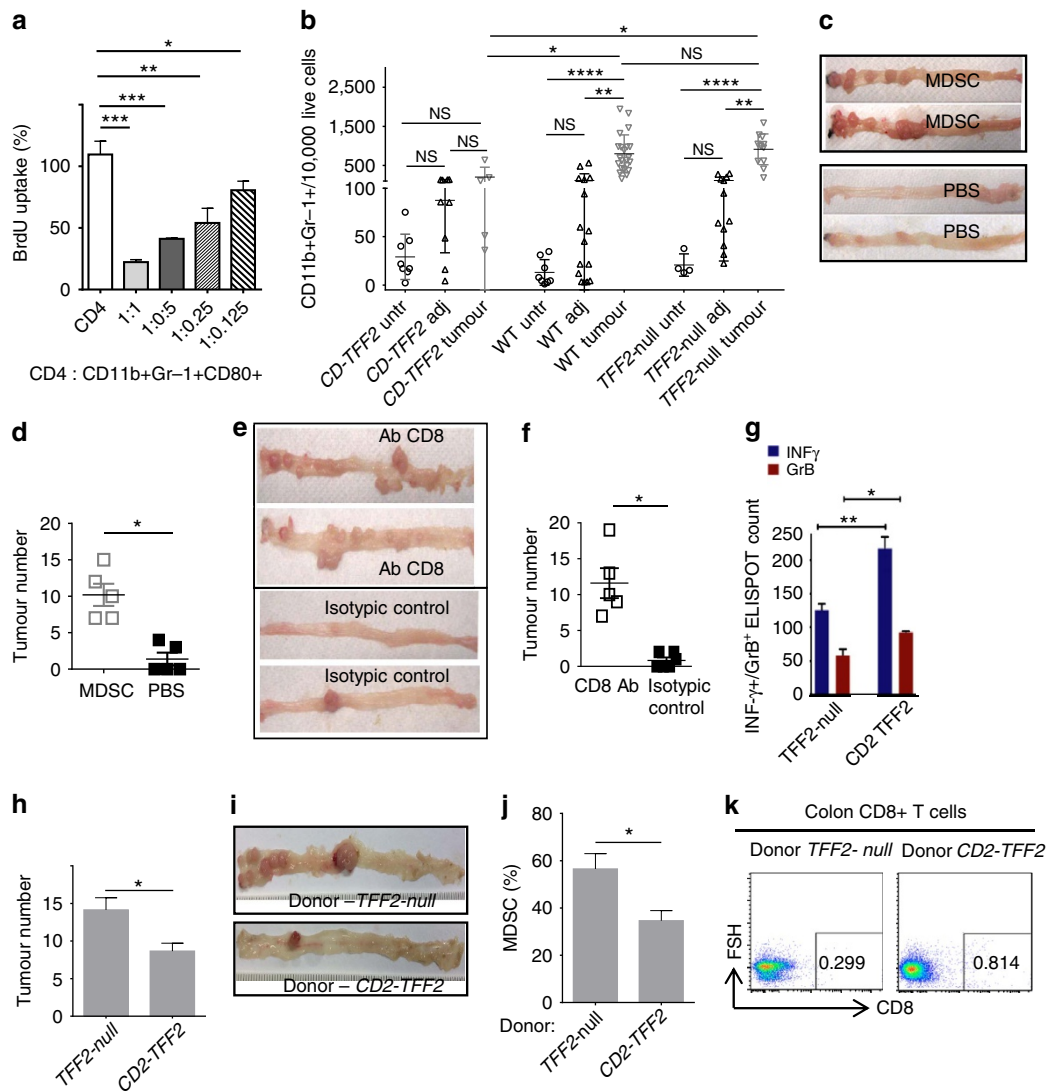 a
*
**
***
***
BrdU uptake (%)
100
50
0
CD4
1:1
1:0:5
1:0.25
1:0.125
CD4 : CD11b+Gr–1+CD80+
b
*
*
NS
****
****
NS
**
**
NS
NS
NS
NS
CD11b+Gr–1+/10,000 live cells
2,500
1,500
500
100
50
0
CD-TFF2 untr
CD-TFF2 adj
CD-TFF2 tumour
WT untr
WT adj
WT tumour
TFF2-null untr
TFF2-null adj
TFF2-null tumour
c
MDSC
MDSC
PBS
PBS
d
*
Tumour number
20
15
10
5
0
MDSC
PBS
e
Ab CD8
Ab CD8
Isotypic control
Isotypic control
f
*
Tumour number
20
15
10
5
0
CD8 Ab
Isotypic
control
g
INFγ
GrB
*
**
INF-γ+/GrB+ ELISPOT count
250
200
150
100
50
0
TFF2-null
CD2 TFF2
h
*
Tumour number
15
10
5
0
TFF2-null
CD2-TFF2
i
Donor –TFF2-null
Donor – CD2-TFF2
j
*
MDSC (%)
80
60
40
20
0
Donor:
TFF2-null
CD2-TFF2
k
Colon CD8+ T cells
Donor TFF2- null
Donor CD2-TFF2
FSH
0.299
0.814
CD8